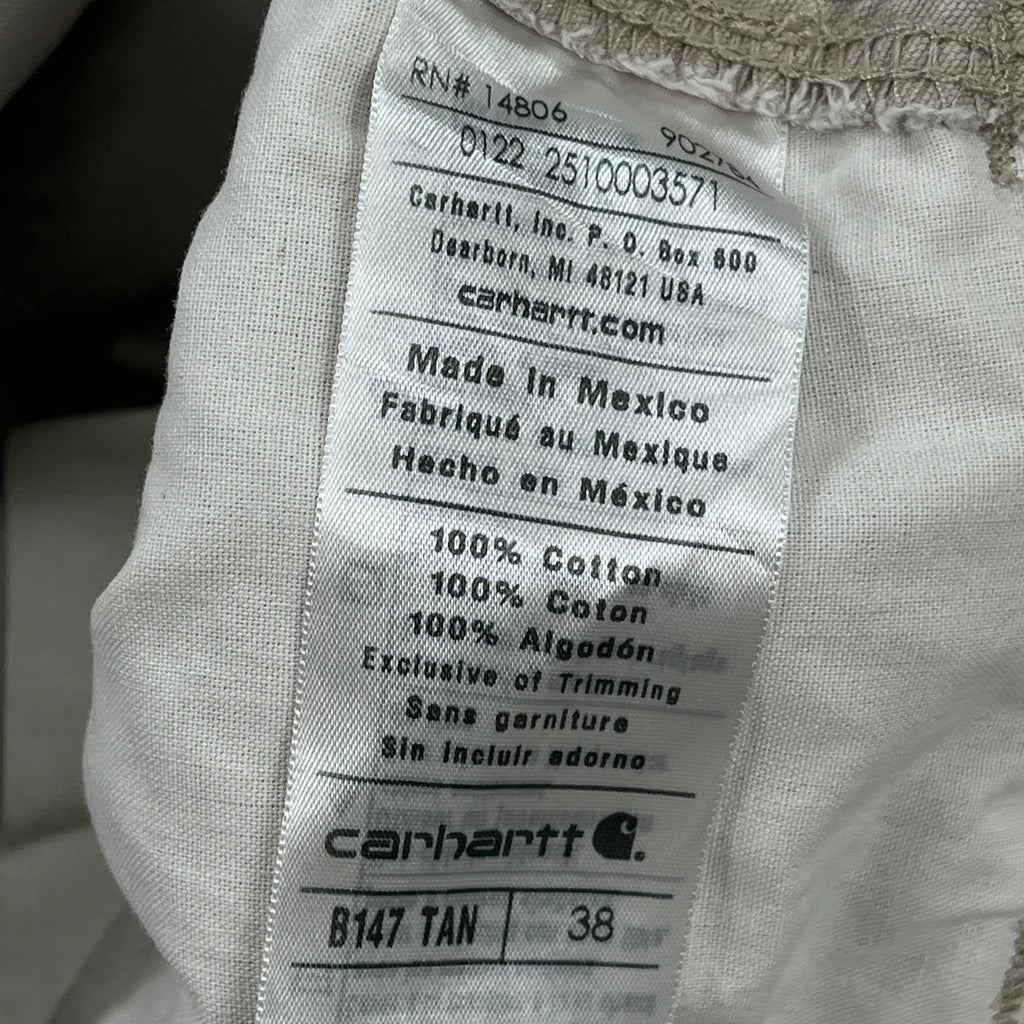 RN# 14806
0122 2510003571
Carhartt, Inc. P. O. Box 600
Dearborn, MI 48121 USA
carhartt.com
Made in Mexico
Fabriqué au Mexique
Hecho en México
100% Cotton
100% Coton
100% Algodón
Exclusive of Trimming
Sans garniture
Sin incluir adorno
carhartt
B147 TAN 38